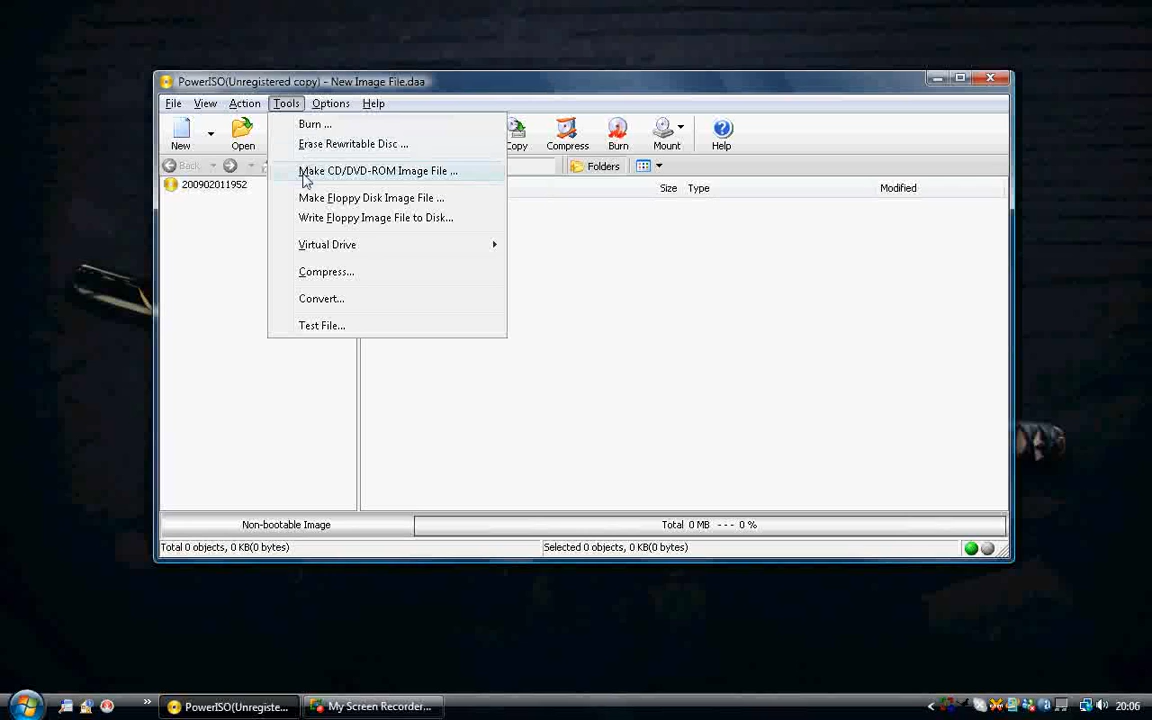 PowerISO(Unregistered copy) - New Image File.daa
File View Action Tools Options Help
New Open Copy Compress Burn Mount Help
Back Folders
200902011952
Size Type Modified
Burn ...
Erase Rewritable Disc ...
Make CD/DVD-ROM Image File ...
Make Floppy Disk Image File ...
Write Floppy Image File to Disk...
Virtual Drive
Compress...
Convert...
Test File...
Non-bootable Image Total 0 MB --- 0 %
Total 0 objects, 0 KB(0 bytes) Selected 0 objects, 0 KB(0 bytes)
PowerISO(Unregiste... My Screen Recorder... 20:06